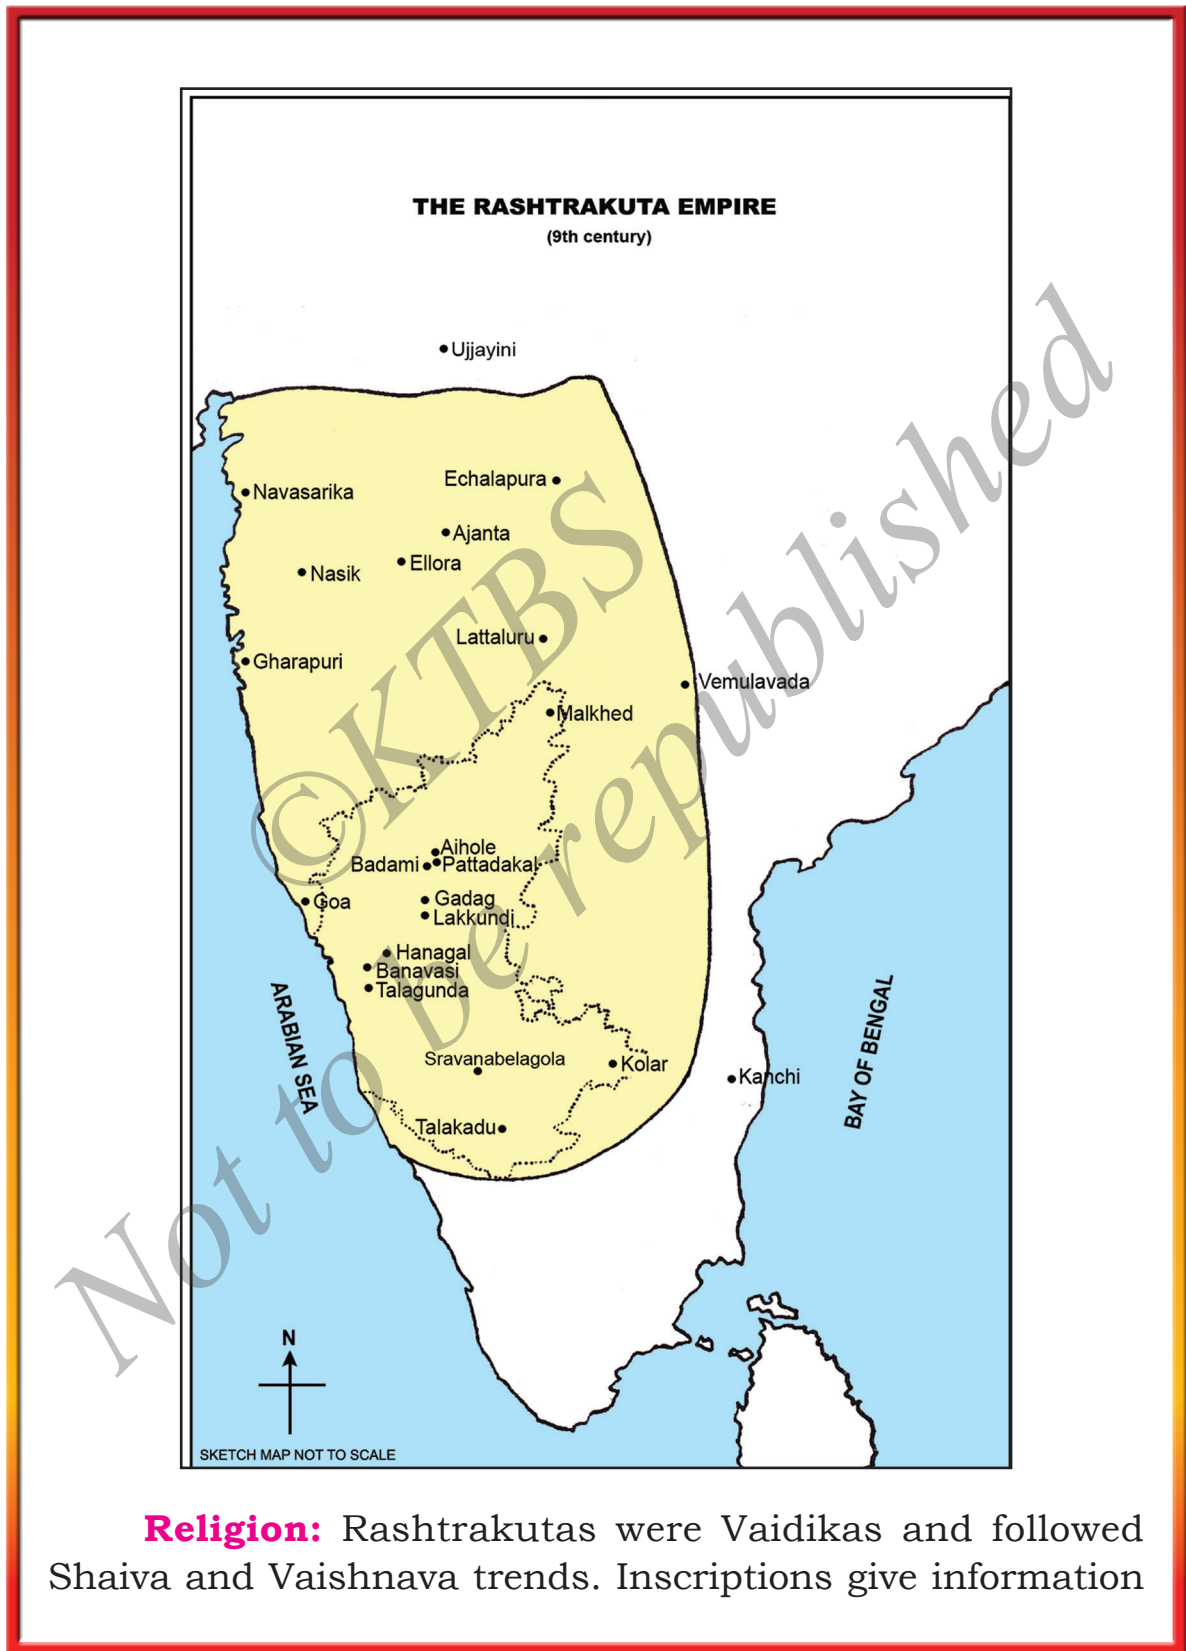 THE RASHTRAKUTA EMPIRE
(9th century)
Ujjayini
Echalapura
Navasarika
Ajanta
Ellora
Nasik
Lattaluru
Gharapuri
Vemulavada
Malkhed
Aihole
Badami
Pattadakal
Gadag
Goa
Lakkundi
Hanagal
Banavasi
Talagunda
ARABIAN SEA
BAY OF BENGAL
Sravanabelagola
Kolar
Kanchi
Talakadu
N
SKETCH MAP NOT TO SCALE
©KTBS
Not to be republished
Religion: Rashtrakutas were Vaidikas and followed
Shaiva and Vaishnava trends. Inscriptions give information